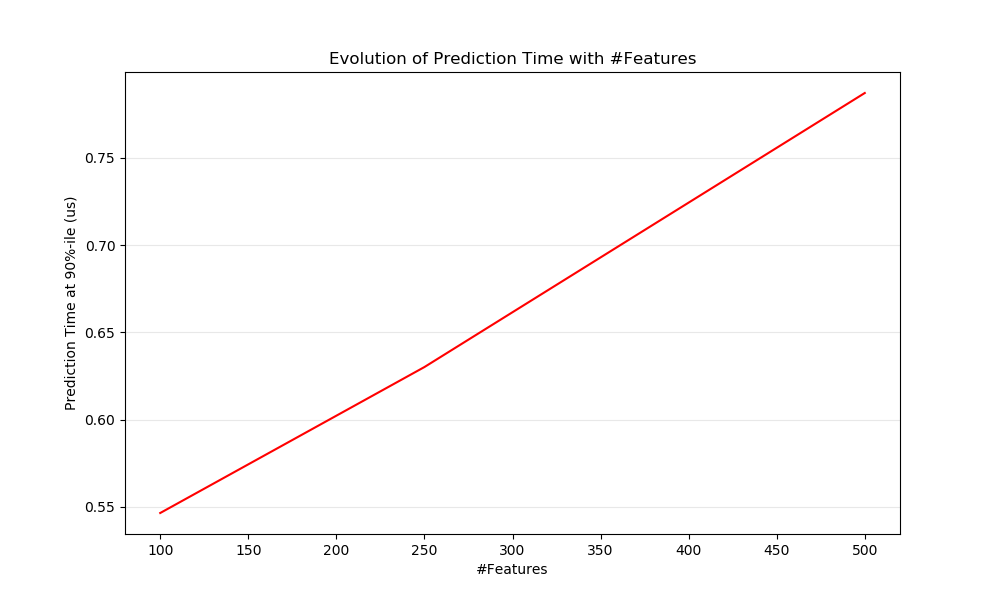 Evolution of Prediction Time with #Features
Prediction Time at 90%-ile (us)
0.75
0.70
0.65
0.60
0.55
100 150 200 250 300 350 400 450 500
#Features